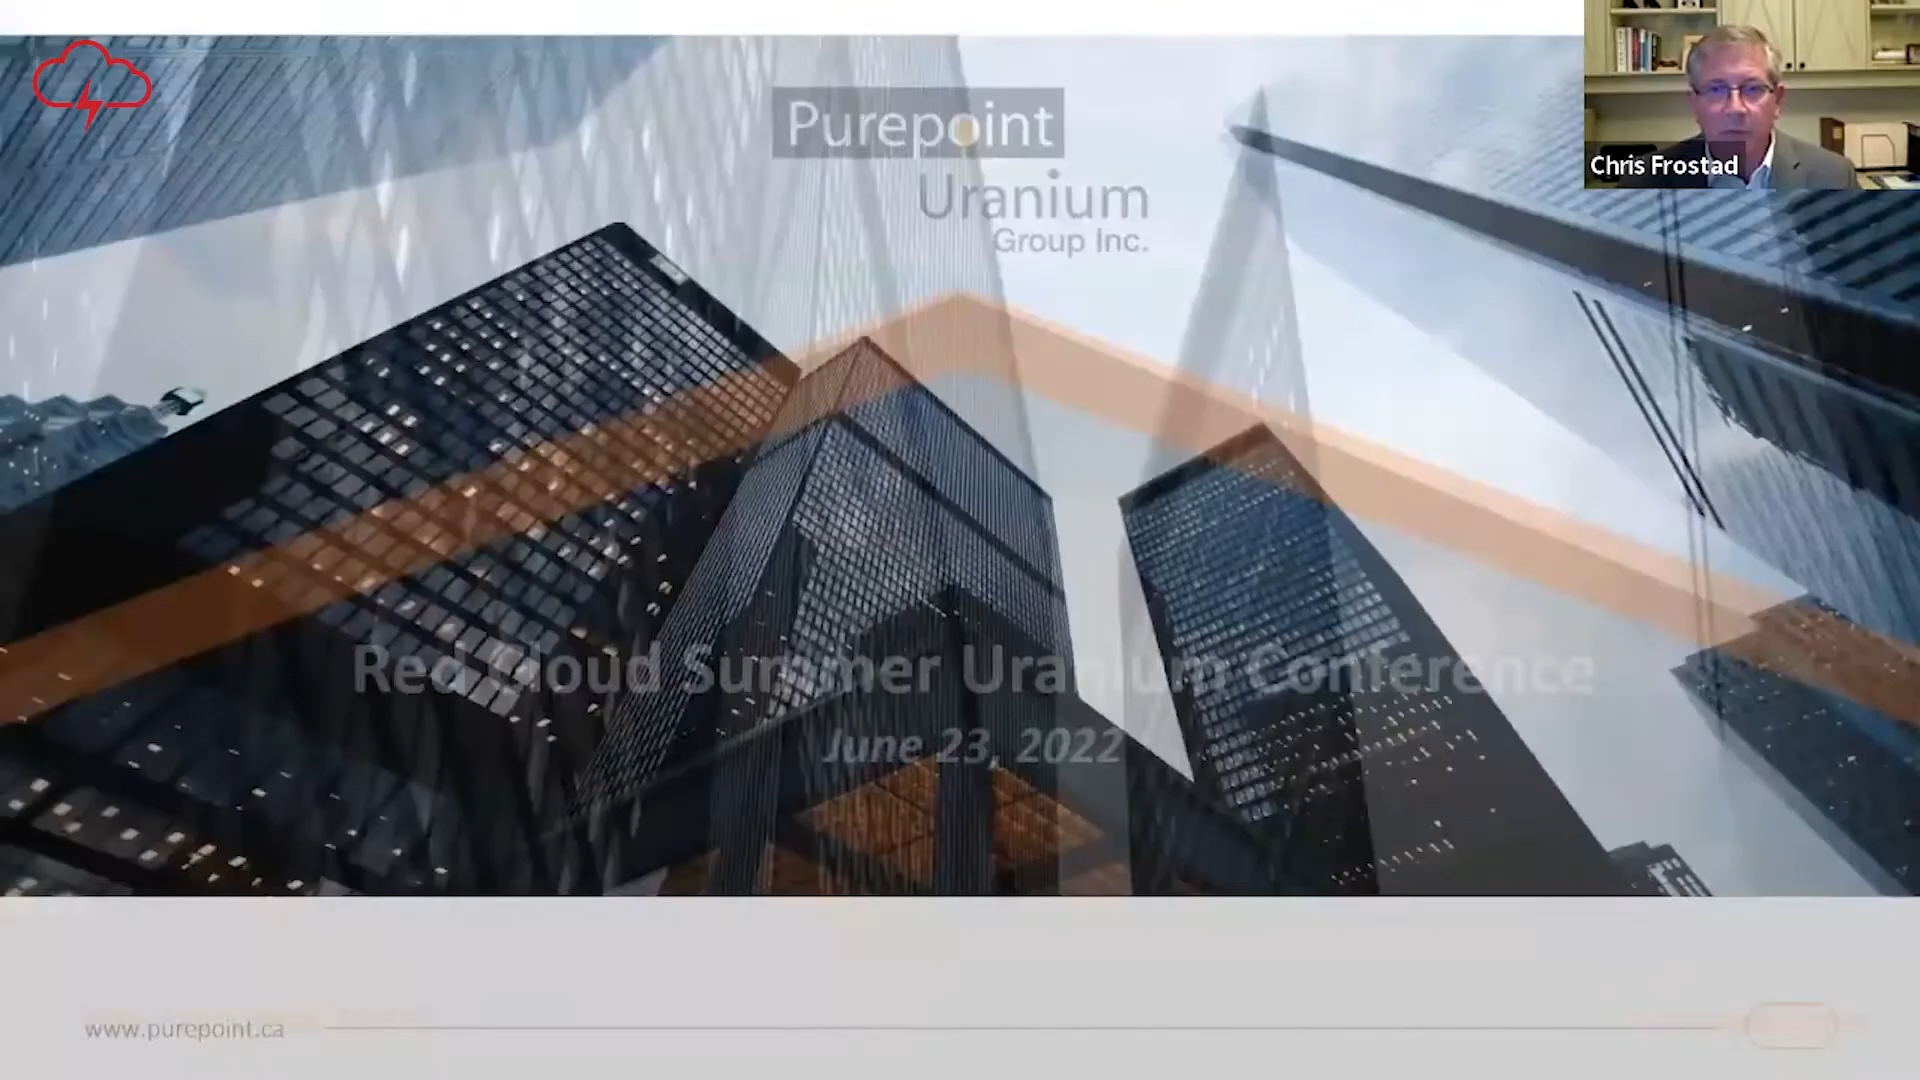 Purepoint
Uranium
Group Inc.
Chris Frostad
Red Cloud Summer Uranium Conference
June 23, 2022
www.purepoint.ca